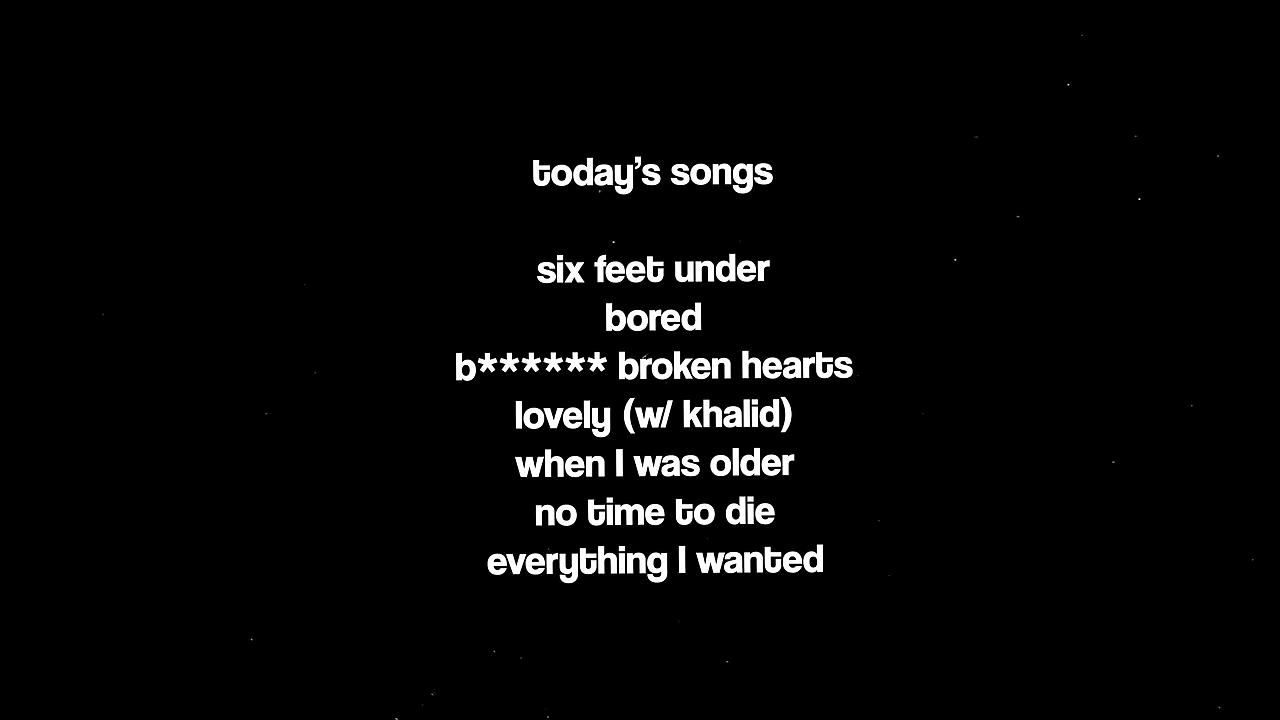 today’s songs
six feet under
bored
b****** broken hearts
lovely (w/ khalid)
when I was older
no time to die
everything I wanted